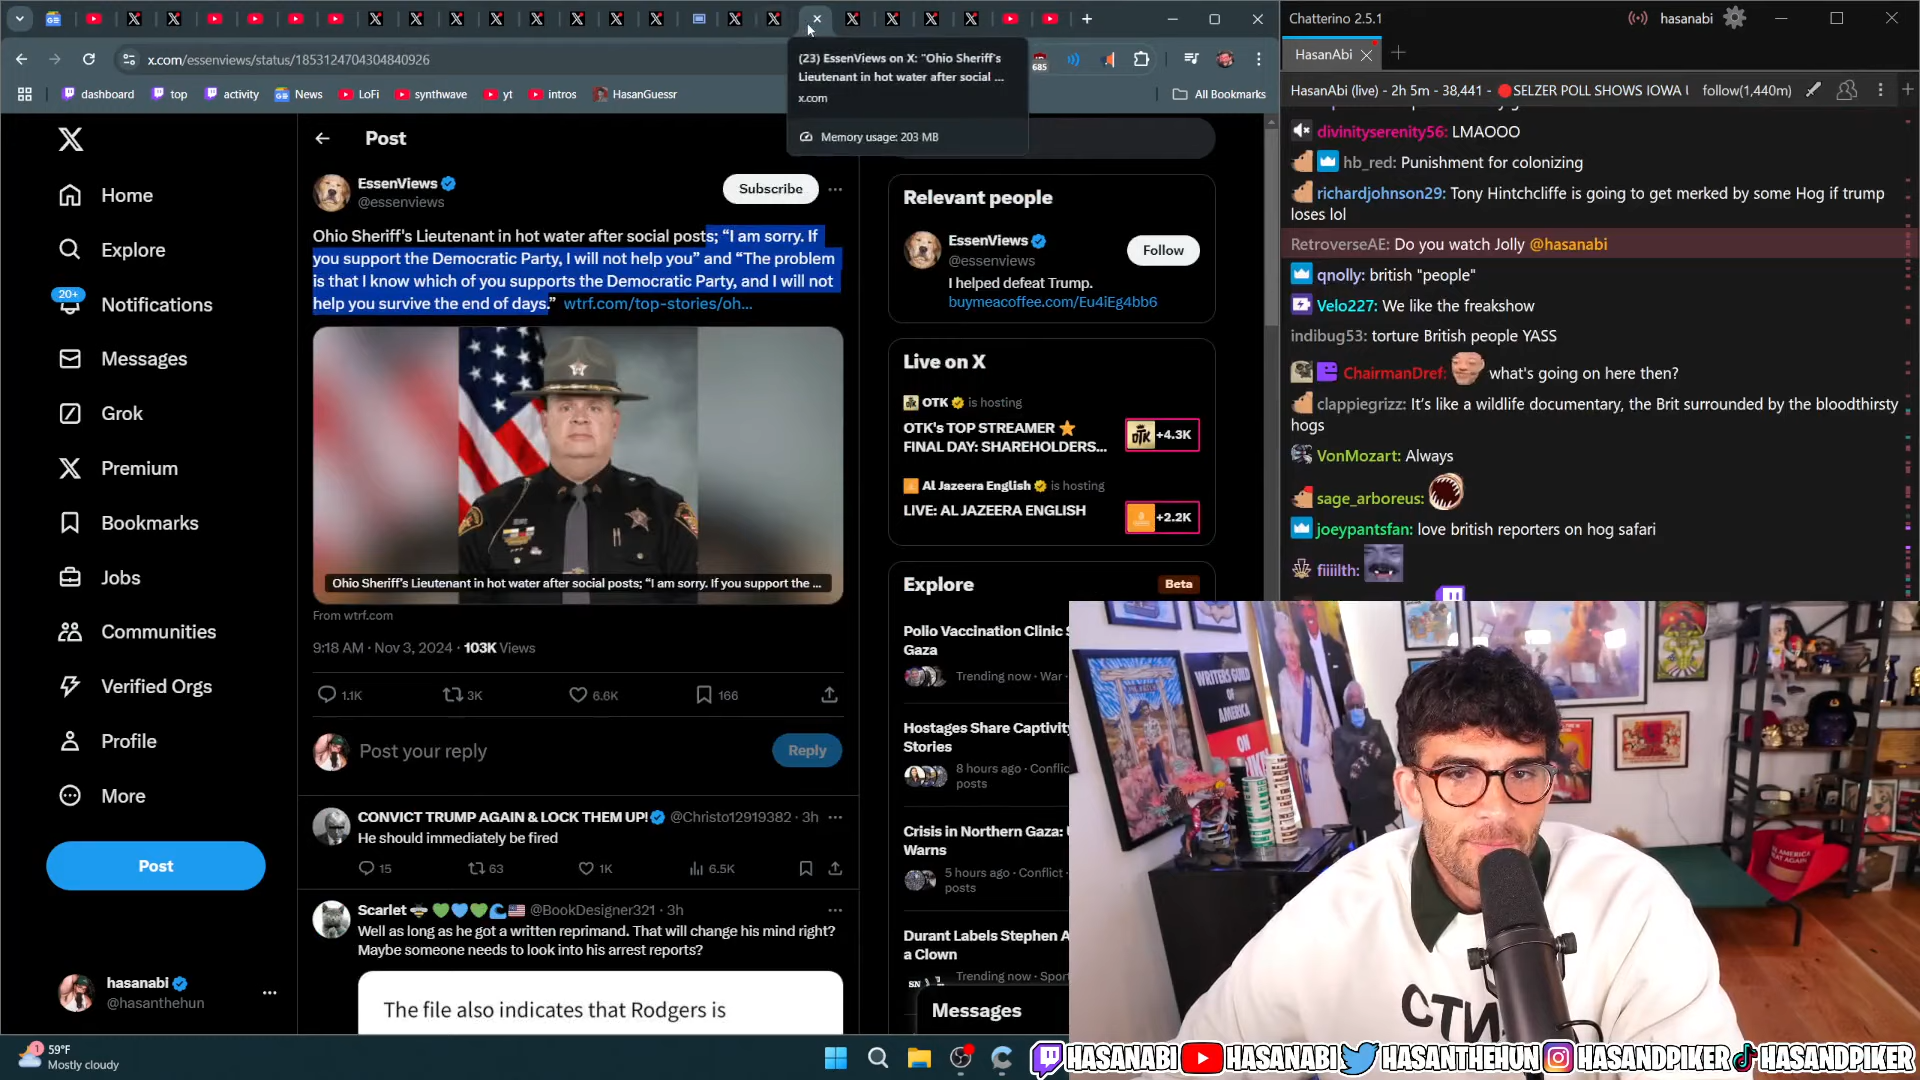 x.com/essenviews/status/1853124704304840926
(23) EssenViews on X: "Ohio Sheriff's
Lieutenant in hot water after social ...
x.com
Memory usage: 203 MB
685
dashboard
top
activity
News
LoFi
synthwave
yt
intros
HasanGuessr
All Bookmarks
Home
Explore
20+
Notifications
Messages
Grok
Premium
Bookmarks
Jobs
Communities
Verified Orgs
Profile
More
Post
hasanabi
@hasanthehun
Post
EssenViews
@essenviews
Subscribe
Ohio Sheriff's Lieutenant in hot water after social posts; “I am sorry. If
you support the Democratic Party, I will not help you” and “The problem
is that I know which of you supports the Democratic Party, and I will not
help you survive the end of days.” wtrf.com/top-stories/oh...
Ohio Sheriff's Lieutenant in hot water after social posts; “I am sorry. If you support the ...
From wtrf.com
9:18 AM · Nov 3, 2024 · 103K Views
1.1K
3K
6.6K
166
Post your reply
Reply
CONVICT TRUMP AGAIN & LOCK THEM UP! @Christo12919382 · 3h
He should immediately be fired
15
63
1K
6.5K
Scarlet @BookDesigner321 · 3h
Well as long as he got a written reprimand. That will change his mind right?
Maybe someone needs to look into his arrest reports?
The file also indicates that Rodgers is
Relevant people
EssenViews
@essenviews
Follow
I helped defeat Trump.
buymeacoffee.com/Eu4iEg4bb6
Live on X
OTK is hosting
OTK's TOP STREAMER
FINAL DAY: SHAREHOLDERS...
+4.3K
Al Jazeera English is hosting
LIVE: AL JAZEERA ENGLISH
+2.2K
Explore
Beta
Polio Vaccination Clinic
Gaza
Trending now · War
Hostages Share Captivity
Stories
8 hours ago · Conflic
posts
Crisis in Northern Gaza:
Warns
5 hours ago · Conflict
posts
Durant Labels Stephen A
a Clown
Trending now · Sport
Messages
Chatterino 2.5.1
hasanabi
HasanAbi
HasanAbi (live) - 2h 5m - 38,441 - SELZER POLL SHOWS IOWA
follow(1,440m)
divinityserenity56: LMAOOO
hb_red: Punishment for colonizing
richardjohnson29: Tony Hintchcliffe is going to get merked by some Hog if trump
loses lol
RetroverseAE: Do you watch Jolly @hasanabi
qnolly: british "people"
Velo227: We like the freakshow
indibug53: torture British people YASS
ChairmanDref: what's going on here then?
clappiegrizz: It's like a wildlife documentary, the Brit surrounded by the bloodthirsty
hogs
VonMozart: Always
sage_arboreus:
joeypantsfan: love british reporters on hog safari
fiiiilth:
WRITERS GUILD
OF
AMERICA
ON
СТИ
1
59°F
Mostly cloudy
HASANABI HASANABI HASANTHEHUN HASANDPIKER HASANDPIKER